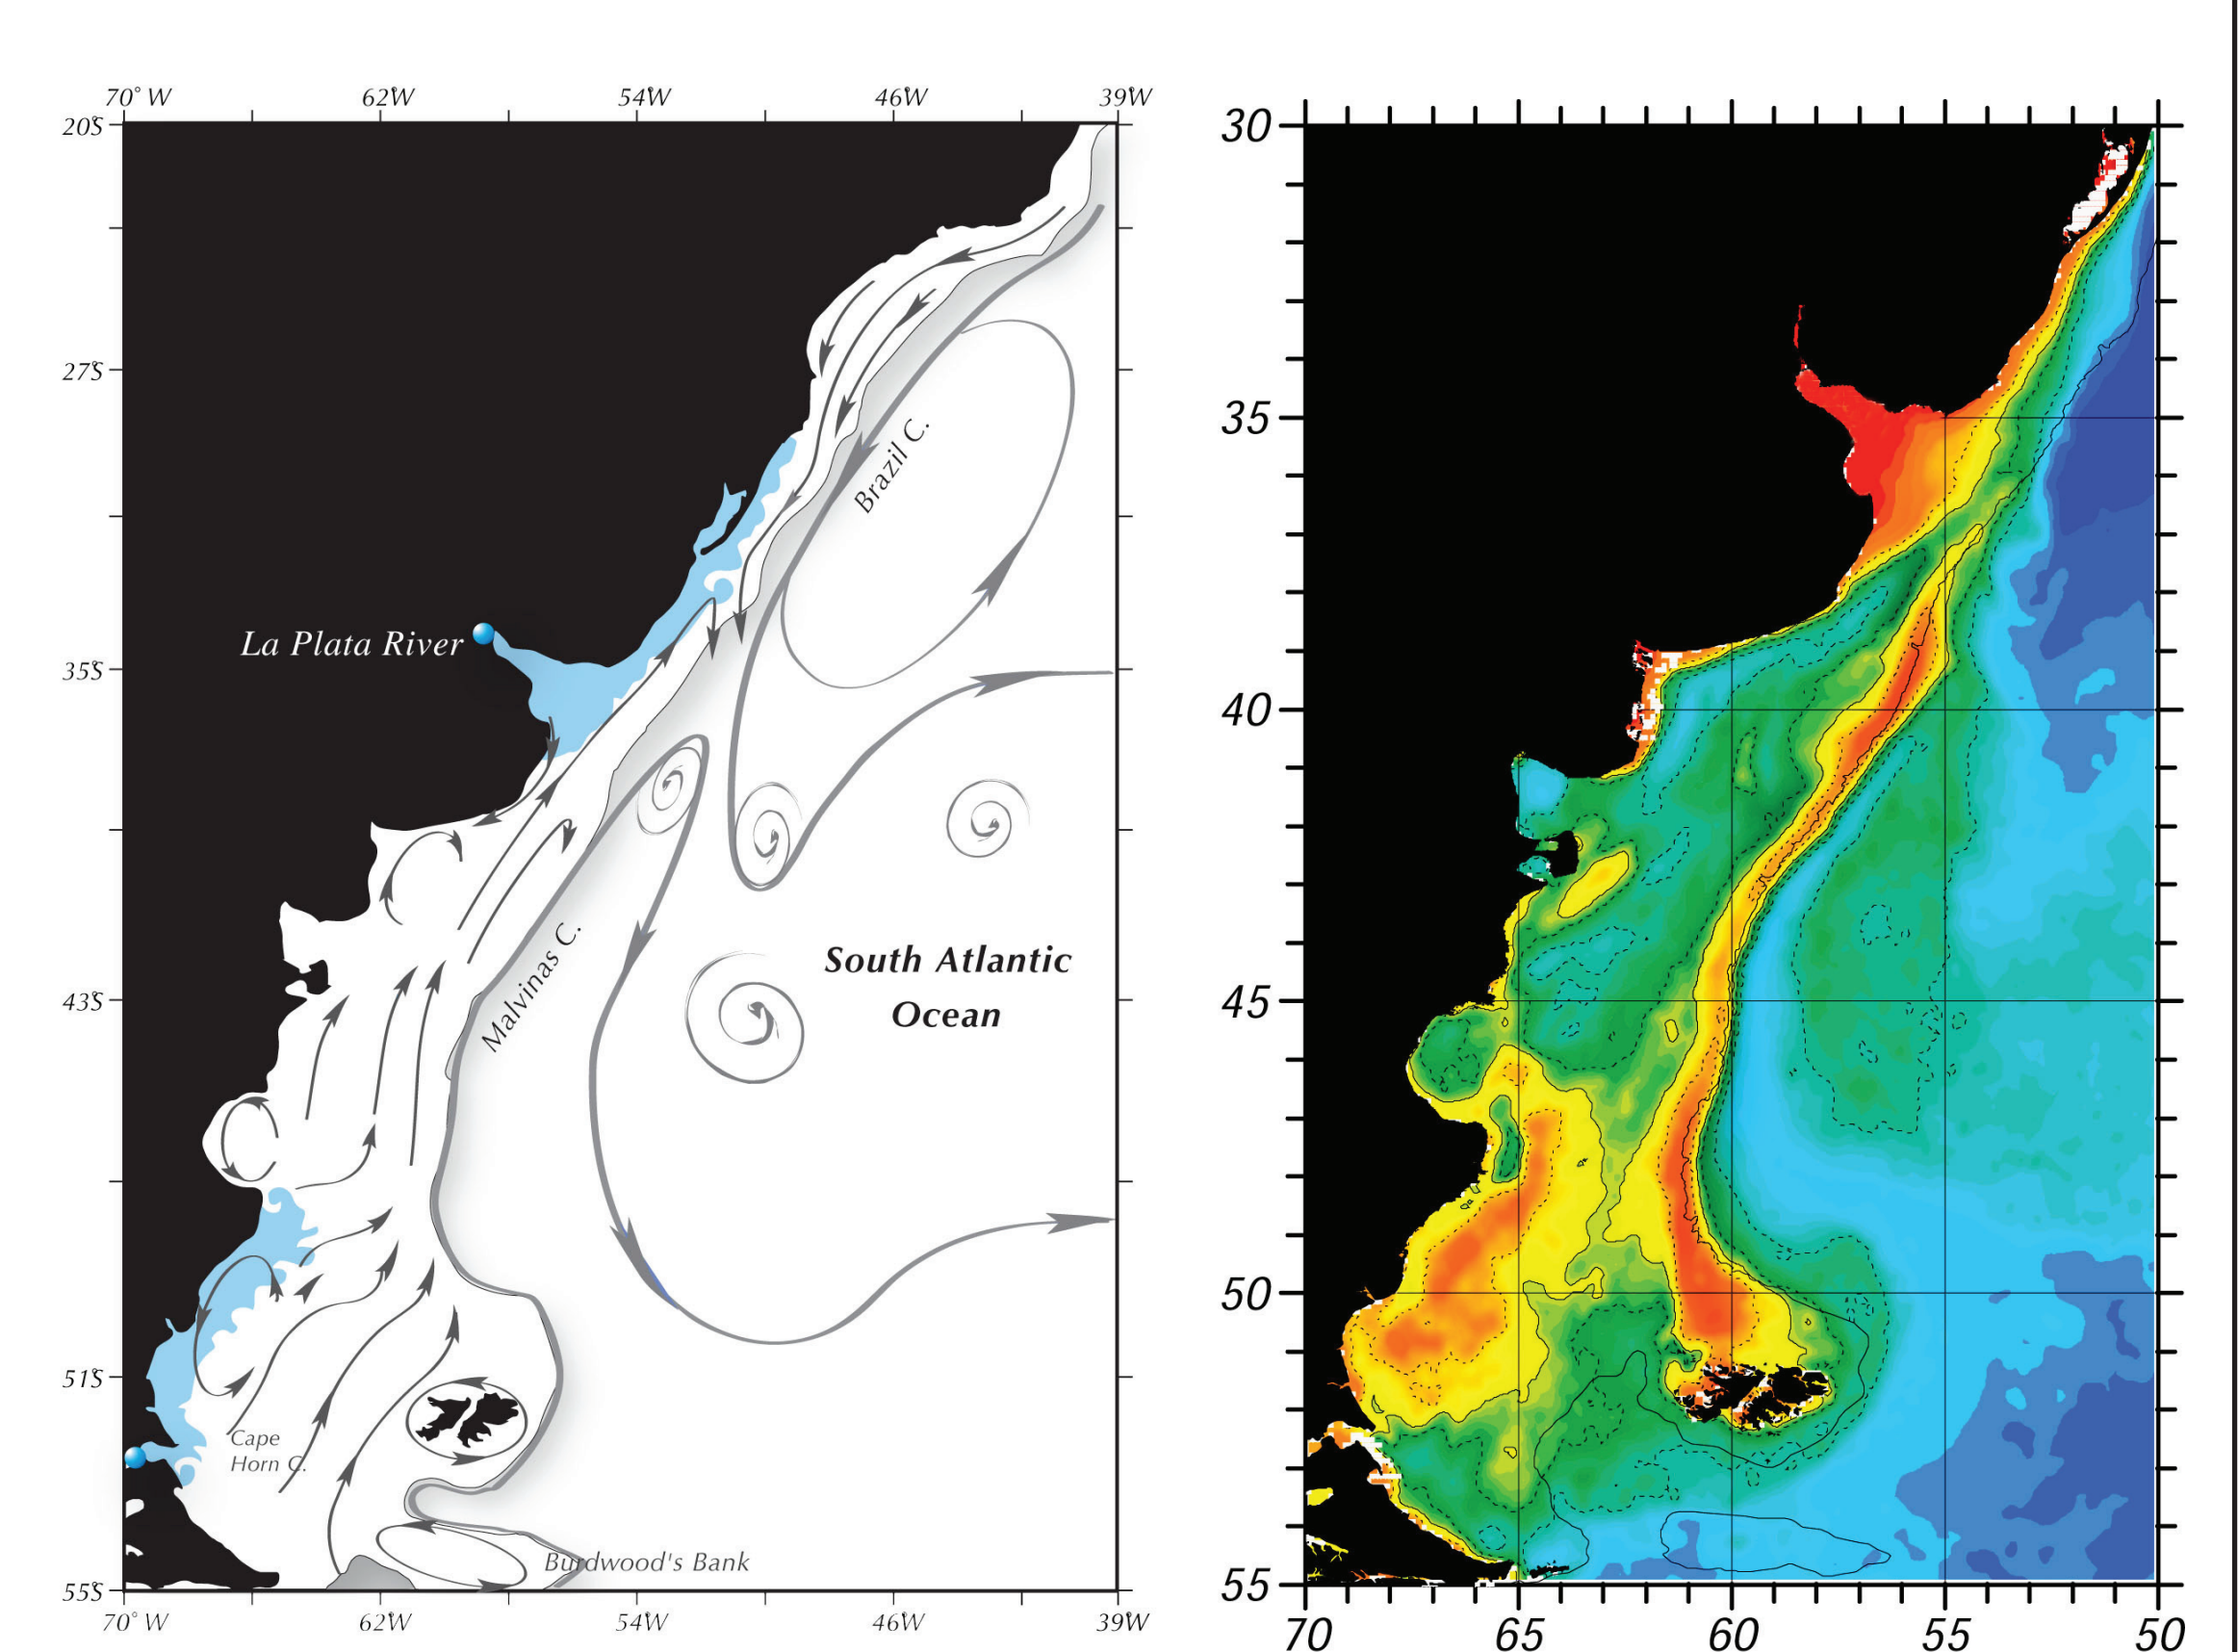 70°W 62W 54W 46W 39W
20S
27S
35S
43S
51S
55S
Brazil C.
La Plata River
Malvinas C.
South Atlantic
Ocean
Cape
Horn C.
Burdwood's Bank
70°W 62W 54W 46W 39W
30
35
40
45
50
55
70 65 60 55 50